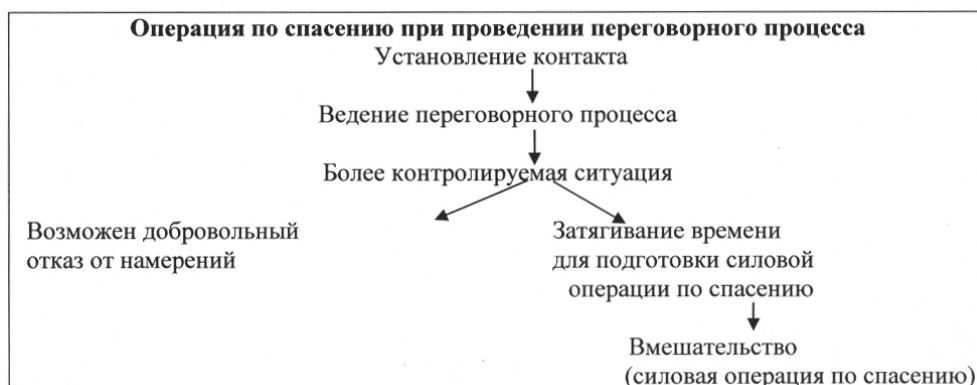 Операция по спасению при проведении переговорного процесса
Установление контакта
Ведение переговорного процесса
Более контролируемая ситуация
Возможен добровольный
отказ от намерений
Затягивание времени
для подготовки силовой
операции по спасению
Вмешательство
(силовая операция по спасению)